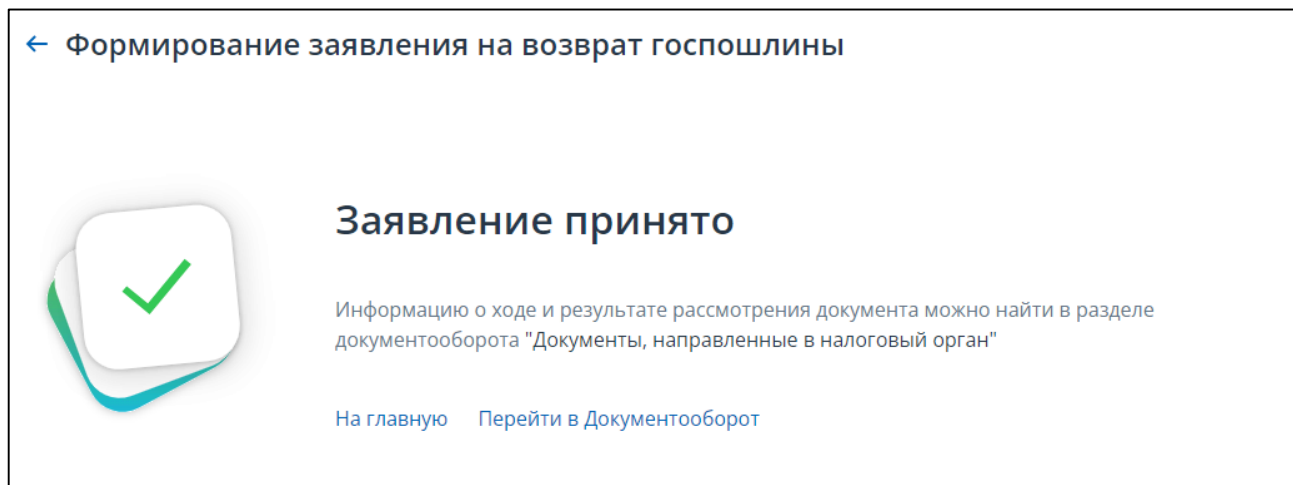 ← Формирование заявления на возврат госпошлины
Заявление принято
Информацию о ходе и результате рассмотрения документа можно найти в разделе
документооборота "Документы, направленные в налоговый орган"
На главную Перейти в Документооборот